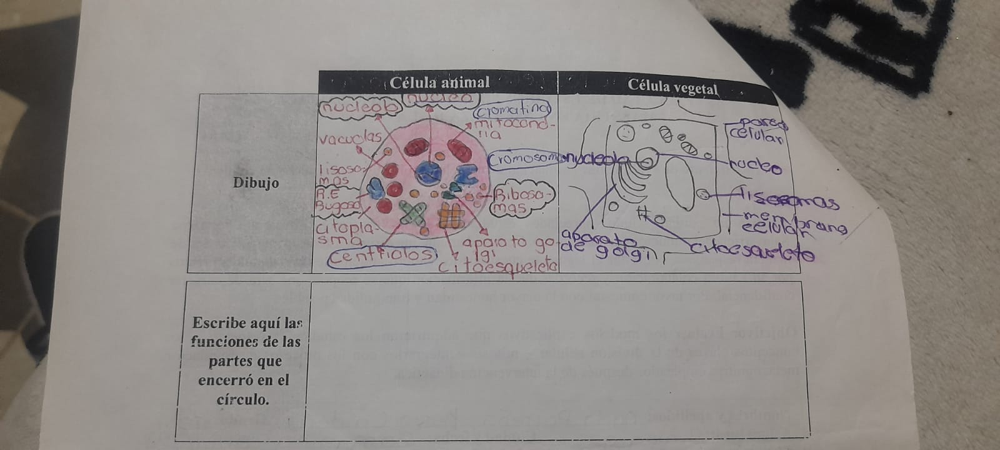 Célula animal
Célula vegetal
Dibujo
nucleolo
nucleo
cromatina
mitocond-
ria
vacuolas
cromosoma
lisoso-
mas
R.E
Rugoso
Riboso-
mas
citopla-
sma
centriolos
aparato go
lgi
citoesqueleto
pared
celular
nucleolo
nucleo
lisosomas
membrana
celular
aparato
de golgi
citoesqueleto
Escribe aquí las
funciones de las
partes que
encerró en el
círculo.